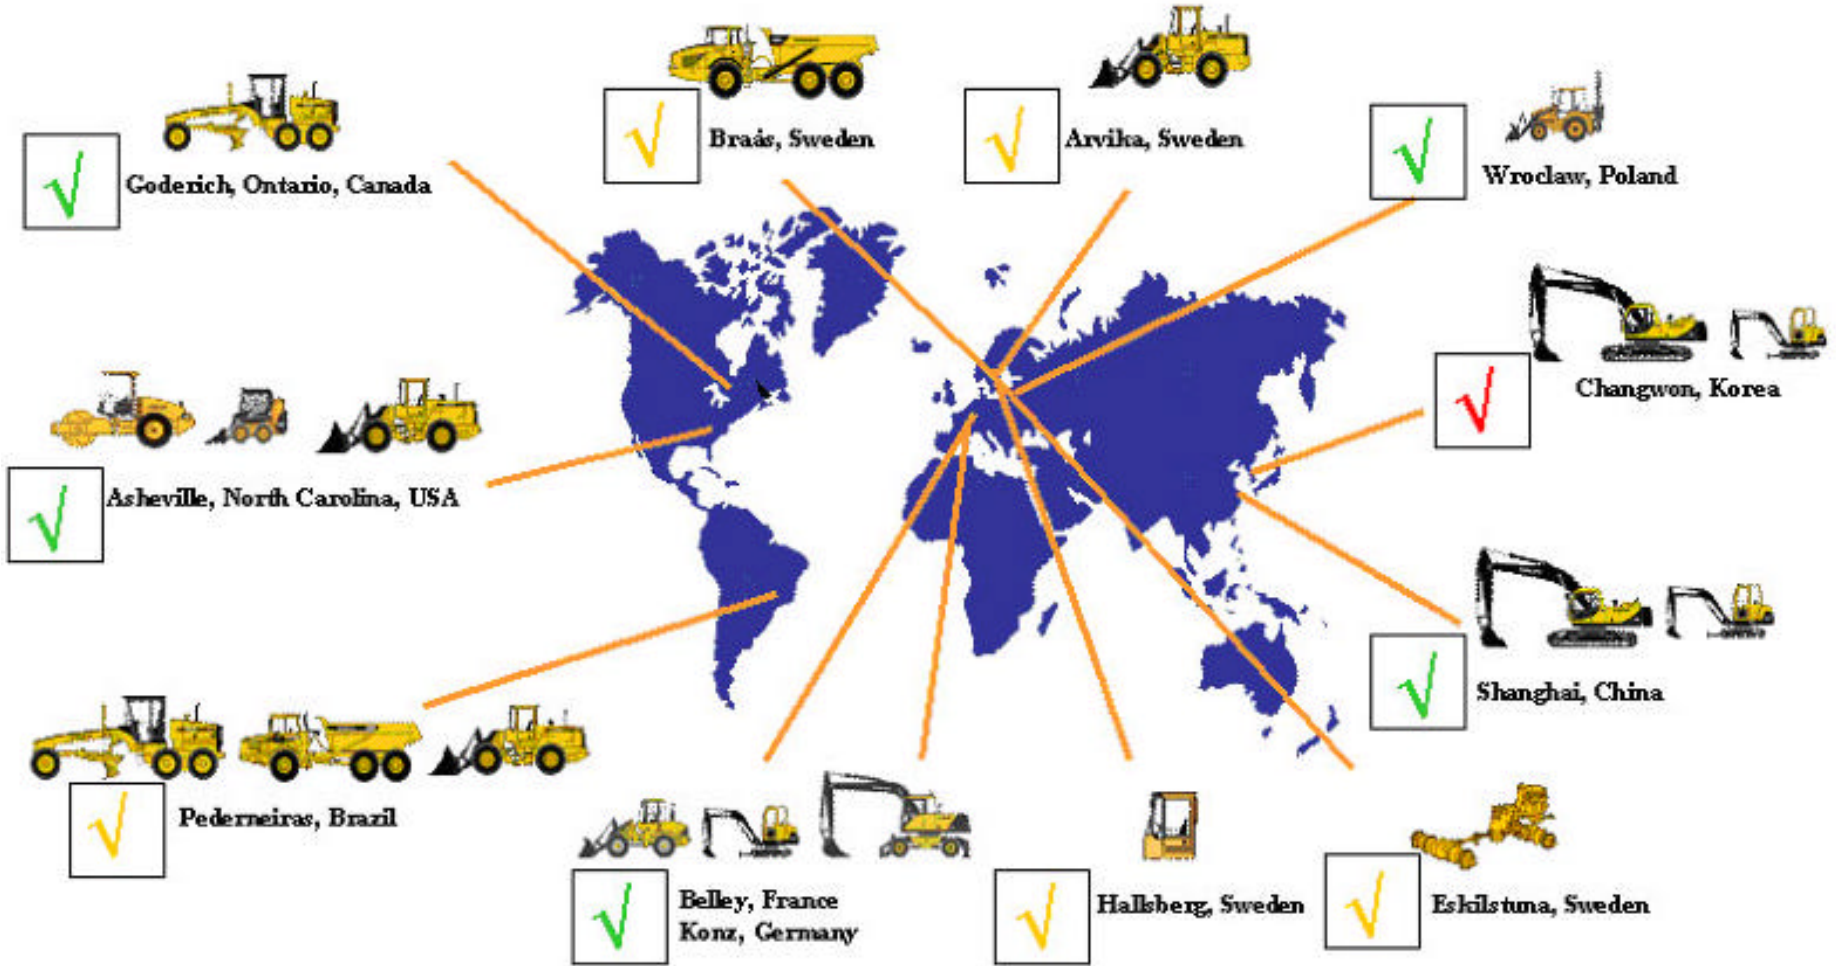 Braås, Sweden
Arvika, Sweden
Wroclaw, Poland
Goderich, Ontario, Canada
Changwon, Korea
Asheville, North Carolina, USA
Shanghai, China
Pederneiras, Brazil
Belley, France
Konz, Germany
Hallsberg, Sweden
Eskilstuna, Sweden